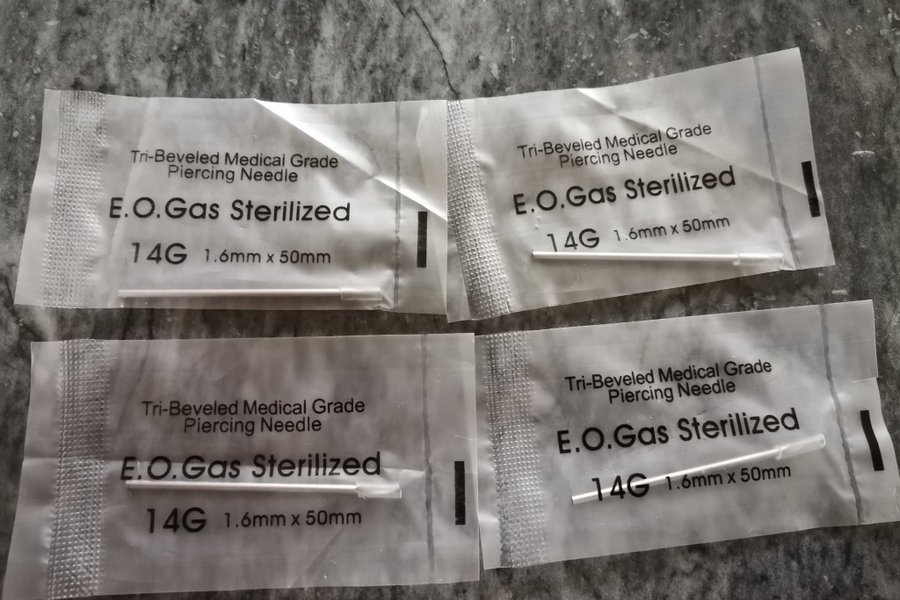 Tri-Beveled Medical Grade
Piercing Needle
E.O.Gas Sterilized
14G 1.6mm x 50mm
Tri-Beveled Medical Grade
Piercing Needle
E.O.Gas Sterilized
14G 1.6mm x 50mm
Tri-Beveled Medical Grade
Piercing Needle
E.O.Gas Sterilized
14G 1.6mm x 50mm
Tri-Beveled Medical Grade
Piercing Needle
E.O.Gas Sterilized
14G 1.6mm x 50mm